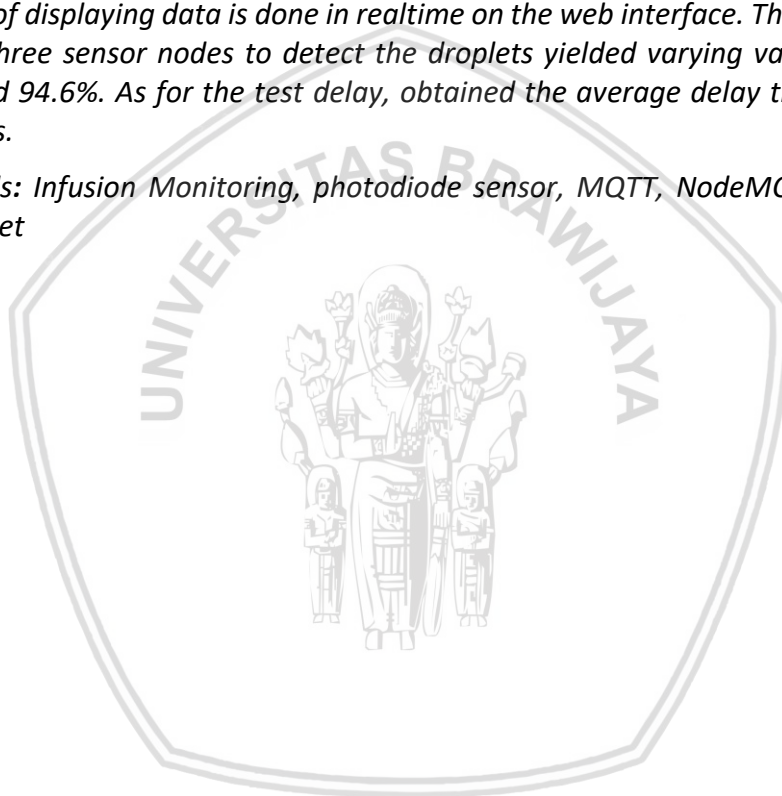 of displaying data is done in realtime on the web interface. Th
hree sensor nodes to detect the droplets yielded varying va
d 94.6%. As for the test delay, obtained the average delay t
s.
s: Infusion Monitoring, photodiode sensor, MQTT, NodeMC
et
UNIVERSITAS BRAWIJAYA